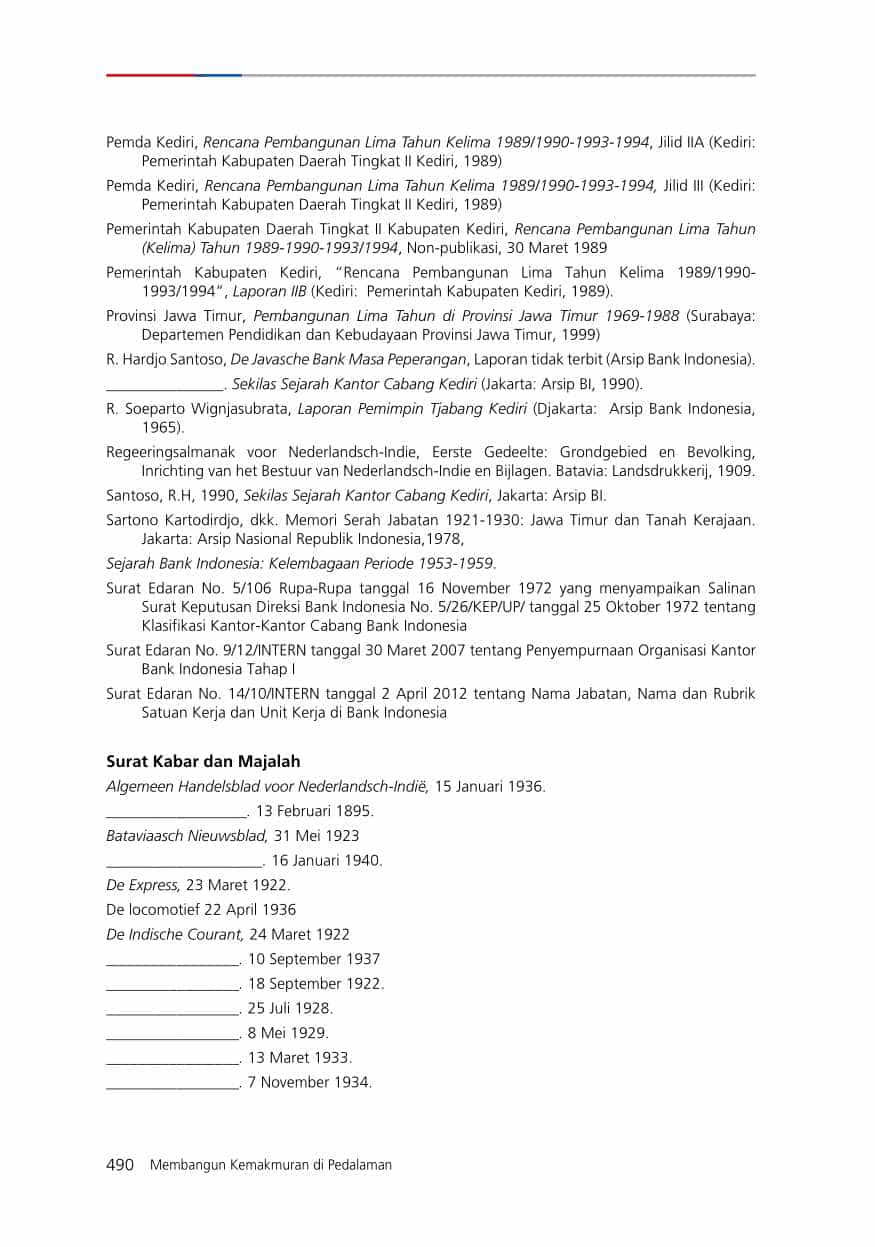 Pemda Kediri, Rencana Pembangunan Lima Tahun Kelima 1989/1990-1993-1994, Jilid IIA (Kediri:
Pemerintah Kabupaten Daerah Tingkat II Kediri, 1989)
Pemda Kediri, Rencana Pembangunan Lima Tahun Kelima 1989/1990-1993-1994, Jilid III (Kediri:
Pemerintah Kabupaten Daerah Tingkat II Kediri, 1989)
Pemerintah Kabupaten Daerah Tingkat II Kabupaten Kediri, Rencana Pembangunan Lima Tahun
(Kelima) Tahun 1989-1990-1993/1994, Non-publikasi, 30 Maret 1989
Pemerintah Kabupaten Kediri, “Rencana Pembangunan Lima Tahun Kelima 1989/1990-
1993/1994”, Laporan IIB (Kediri: Pemerintah Kabupaten Kediri, 1989).
Provinsi Jawa Timur, Pembangunan Lima Tahun di Provinsi Jawa Timur 1969-1988 (Surabaya:
Departemen Pendidikan dan Kebudayaan Provinsi Jawa Timur, 1999)
R. Hardjo Santoso, De Javasche Bank Masa Peperangan, Laporan tidak terbit (Arsip Bank Indonesia).
_______________. Sekilas Sejarah Kantor Cabang Kediri (Jakarta: Arsip BI, 1990).
R. Soeparto Wignjasubrata, Laporan Pemimpin Tjabang Kediri (Djakarta: Arsip Bank Indonesia,
1965).
Regeeringsalmanak voor Nederlandsch-Indie, Eerste Gedeelte: Grondgebied en Bevolking,
Inrichting van het Bestuur van Nederlandsch-Indie en Bijlagen. Batavia: Landsdrukkerij, 1909.
Santoso, R.H, 1990, Sekilas Sejarah Kantor Cabang Kediri, Jakarta: Arsip BI.
Sartono Kartodirdjo, dkk. Memori Serah Jabatan 1921-1930: Jawa Timur dan Tanah Kerajaan.
Jakarta: Arsip Nasional Republik Indonesia,1978,
Sejarah Bank Indonesia: Kelembagaan Periode 1953-1959.
Surat Edaran No. 5/106 Rupa-Rupa tanggal 16 November 1972 yang menyampaikan Salinan
Surat Keputusan Direksi Bank Indonesia No. 5/26/KEP/UP/ tanggal 25 Oktober 1972 tentang
Klasifikasi Kantor-Kantor Cabang Bank Indonesia
Surat Edaran No. 9/12/INTERN tanggal 30 Maret 2007 tentang Penyempurnaan Organisasi Kantor
Bank Indonesia Tahap I
Surat Edaran No. 14/10/INTERN tanggal 2 April 2012 tentang Nama Jabatan, Nama dan Rubrik
Satuan Kerja dan Unit Kerja di Bank Indonesia
Surat Kabar dan Majalah
Algemeen Handelsblad voor Nederlandsch-Indië, 15 Januari 1936.
__________________. 13 Februari 1895.
Bataviaasch Nieuwsblad, 31 Mei 1923
____________________. 16 Januari 1940.
De Express, 23 Maret 1922.
De locomotief 22 April 1936
De Indische Courant, 24 Maret 1922
_________________. 10 September 1937
_________________. 18 September 1922.
_________________. 25 Juli 1928.
_________________. 8 Mei 1929.
_________________. 13 Maret 1933.
_________________. 7 November 1934.
490 Membangun Kemakmuran di Pedalaman